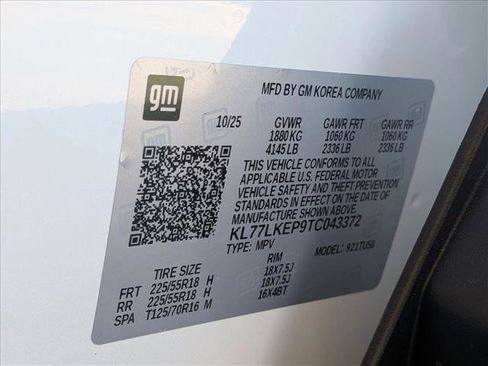 gm
MFD BY GM KOREA COMPANY
10/25 GVWR GAWR FRT GAWR RR
1880 KG 1060 KG 1060 KG
4145 LB 2336 LB 2336 LB
THIS VEHICLE CONFORMS TO ALL
APPLICABLE U.S. FEDERAL MOTOR
VEHICLE SAFETY AND THEFT PREVENTION
STANDARDS IN EFFECT ON THE DATE OF
MANUFACTURE SHOWN ABOVE.
KL77LKEP9TC043372
TYPE: MPV MODEL: 921TU58
TIRE SIZE RIM
FRT 225/55R18 H 18X7.5J
RR 225/55R18 H 18X7.5J
SPA T125/70R16 M 16X4BT